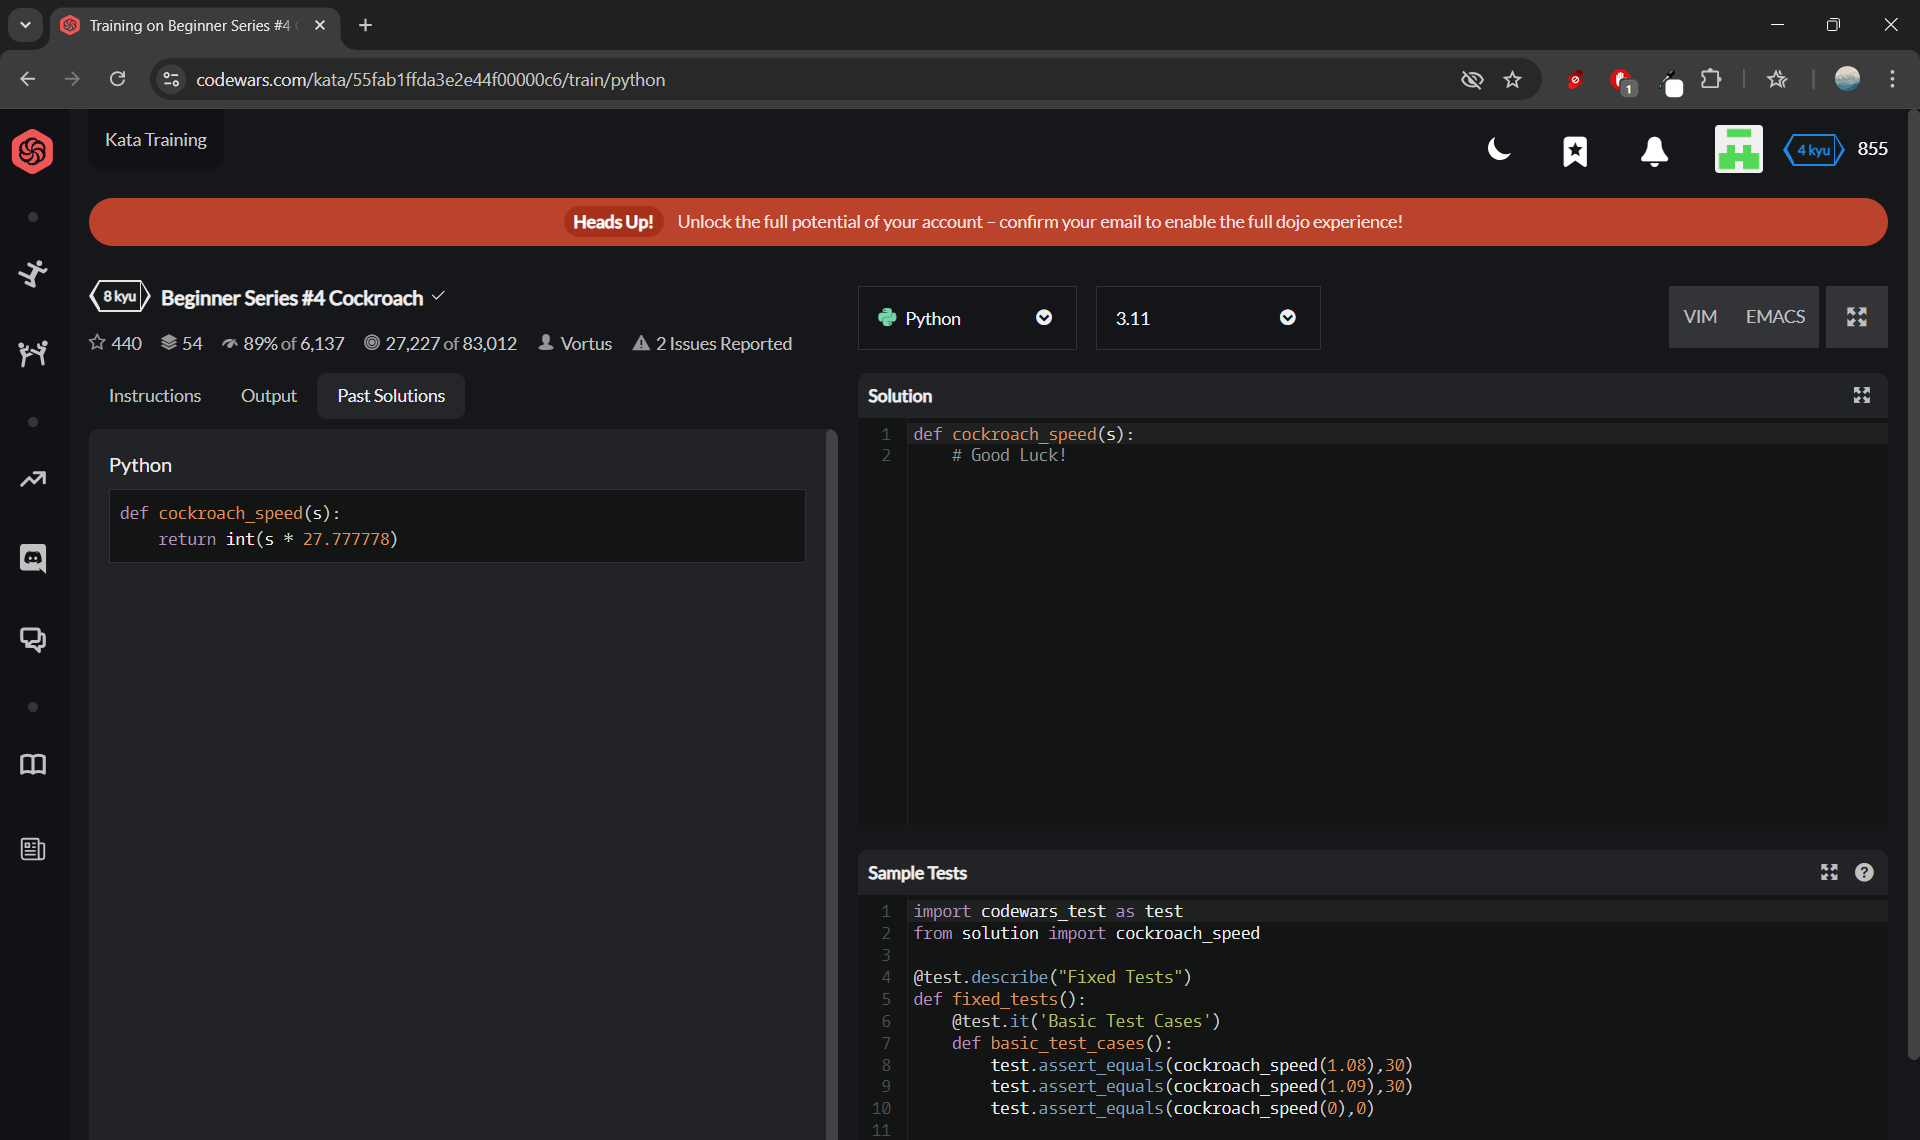 Training on Beginner Series #4
codewars.com/kata/55fab1ffda3e2e44f00000c6/train/python
1
Kata Training
4 kyu
855
Heads Up! Unlock the full potential of your account – confirm your email to enable the full dojo experience!
8 kyu
Beginner Series #4 Cockroach
440 54 89% of 6,137 27,227 of 83,012 Vortus 2 Issues Reported
Python
3.11
VIM EMACS
Instructions Output Past Solutions
Python
def cockroach_speed(s):
    return int(s * 27.777778)
Solution
1 def cockroach_speed(s):
2     # Good Luck!
Sample Tests
?
1 import codewars_test as test
2 from solution import cockroach_speed
3
4 @test.describe("Fixed Tests")
5 def fixed_tests():
6     @test.it('Basic Test Cases')
7     def basic_test_cases():
8         test.assert_equals(cockroach_speed(1.08),30)
9         test.assert_equals(cockroach_speed(1.09),30)
10         test.assert_equals(cockroach_speed(0),0)
11